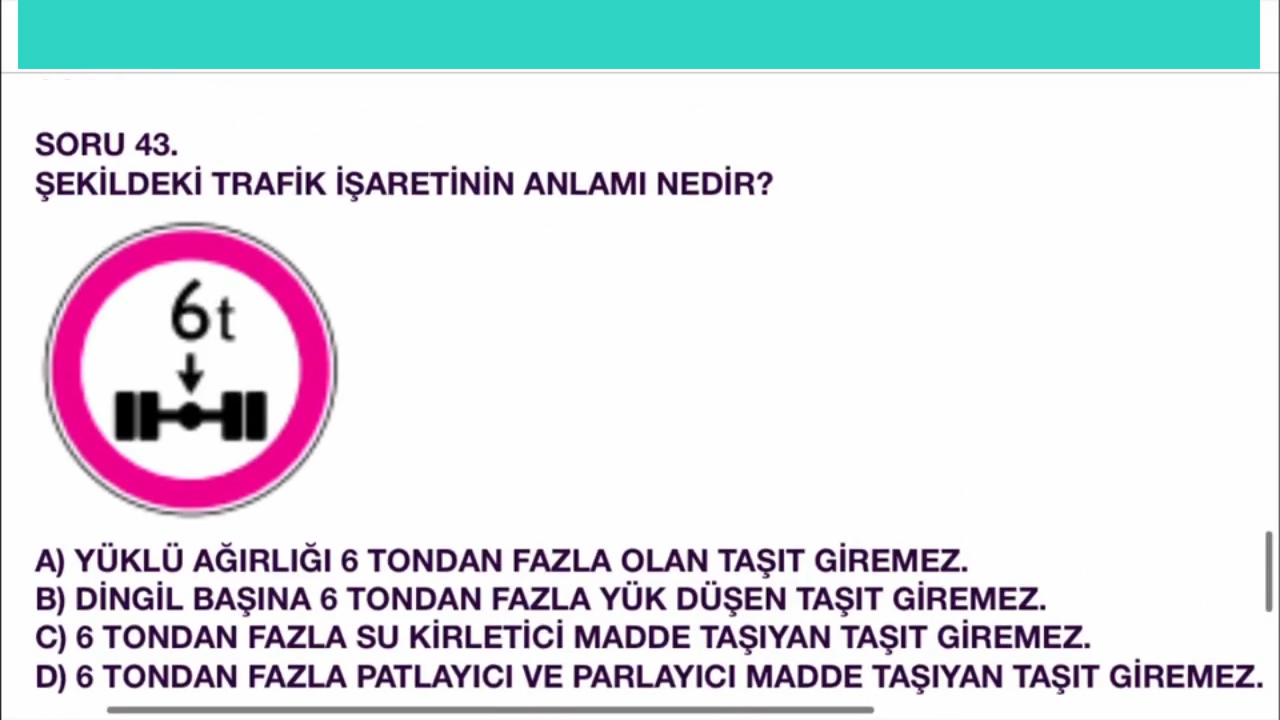 SORU 43.
ŞEKİLDEKİ TRAFİK İŞARETİNİN ANLAMI NEDİR?
6t
A) YÜKLÜ AĞIRLIĞI 6 TONDAN FAZLA OLAN TAŞIT GİREMEZ.
B) DİNGİL BAŞINA 6 TONDAN FAZLA YÜK DÜŞEN TAŞIT GİREMEZ.
C) 6 TONDAN FAZLA SU KİRLETİCİ MADDE TAŞIYAN TAŞIT GİREMEZ.
D) 6 TONDAN FAZLA PATLAYICI VE PARLAYICI MADDE TAŞIYAN TAŞIT GİREMEZ.